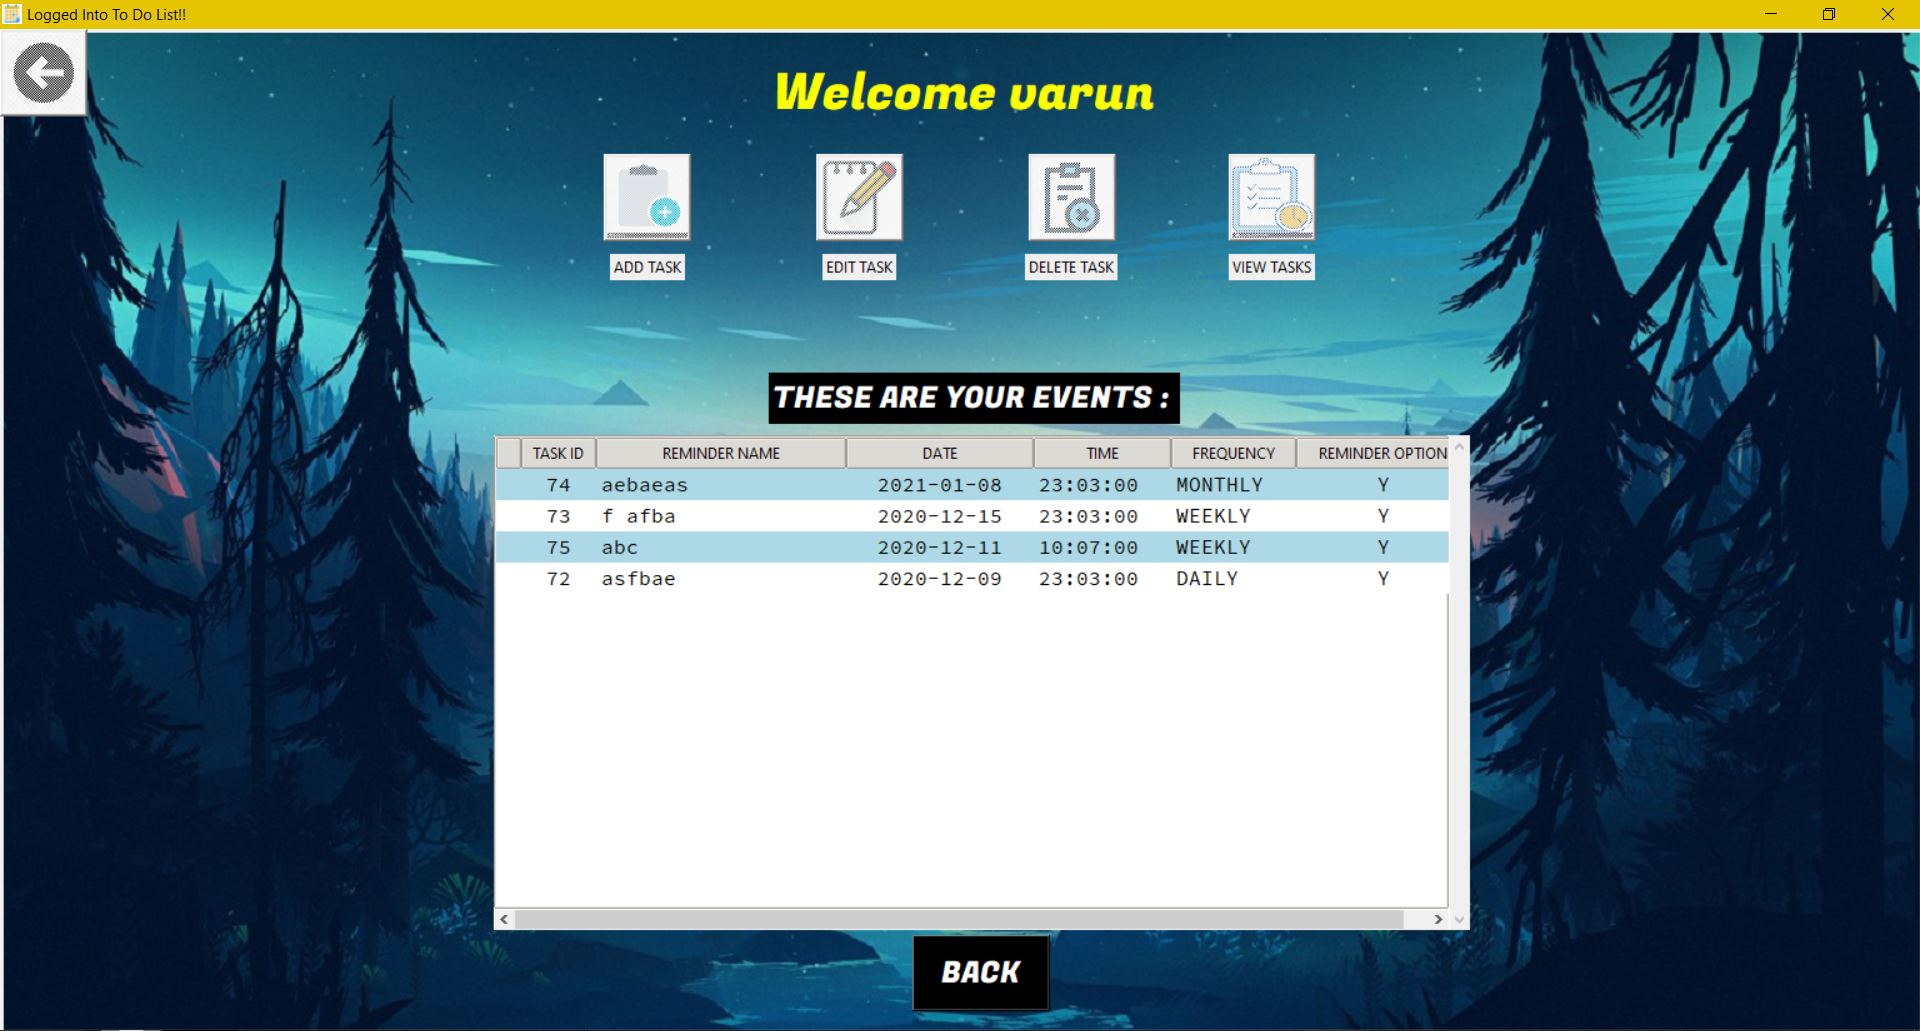 Logged Into To Do List!!
Welcome varun
ADD TASK EDIT TASK DELETE TASK VIEW TASKS
THESE ARE YOUR EVENTS :
TASK ID REMINDER NAME DATE TIME FREQUENCY REMINDER OPTION
74 aebaeas 2021-01-08 23:03:00 MONTHLY Y
73 f afba 2020-12-15 23:03:00 WEEKLY Y
75 abc 2020-12-11 10:07:00 WEEKLY Y
72 asfbae 2020-12-09 23:03:00 DAILY Y
BACK